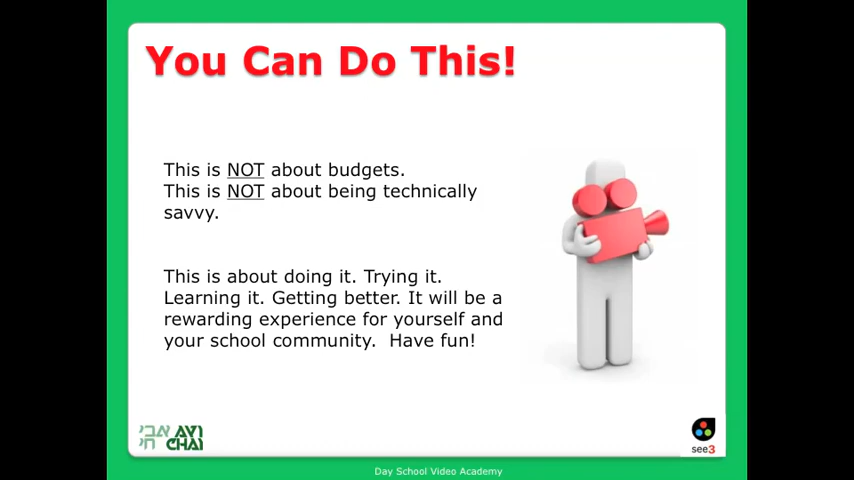 You Can Do This!
This is NOT about budgets.
This is NOT about being technically
savvy.
This is about doing it. Trying it.
Learning it. Getting better. It will be a
rewarding experience for yourself and
your school community.  Have fun!
אבי AVI
חי CHAI
see3
Day School Video Academy